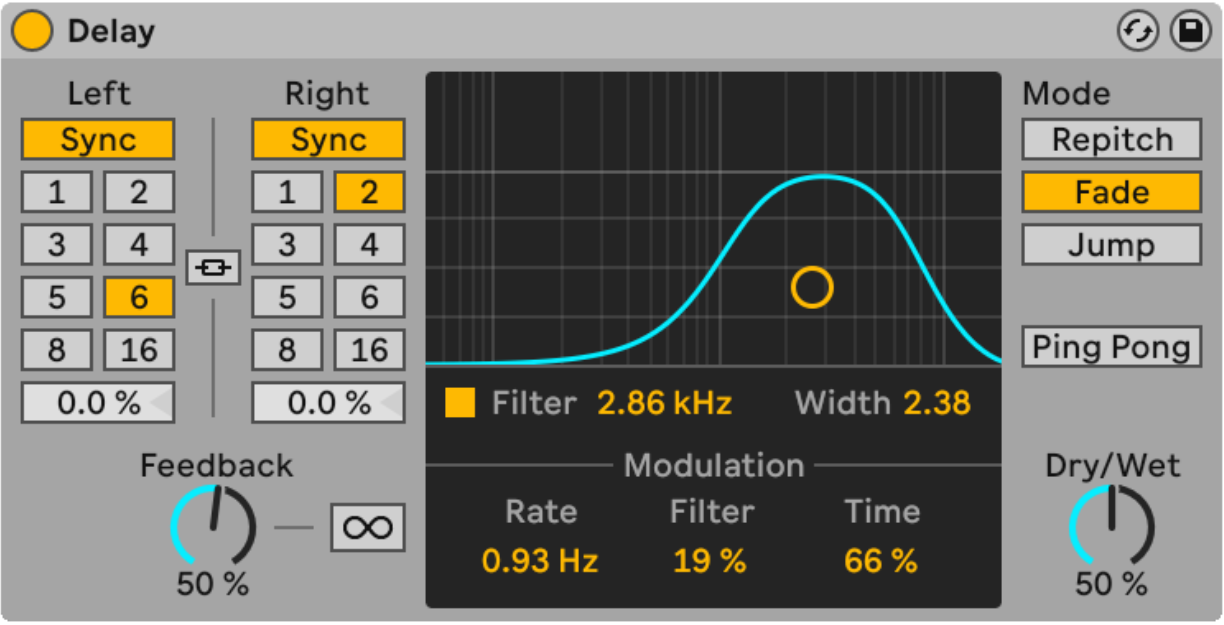 Delay
Left Right Mode
Sync Sync Repitch
1 2 1 2 Fade
3 4 3 4 Jump
5 6 5 6
8 16 8 16 Ping Pong
0.0 % 0.0 % Filter 2.86 kHz Width 2.38
Feedback Modulation Dry/Wet
Rate Filter Time
∞
0.93 Hz 19 % 66 %
50 % 50 %